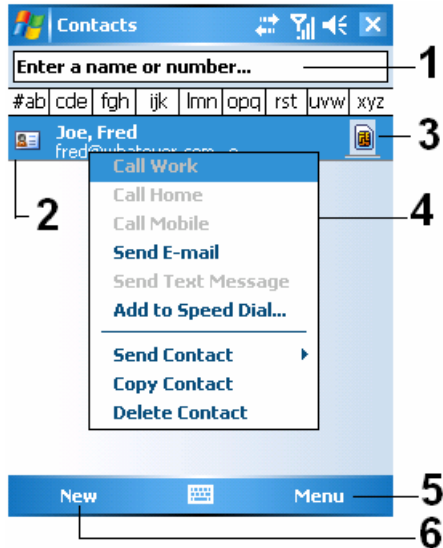 Contacts
Enter a name or number...
1
#ab cde fgh ijk lmn opq rst uvw xyz
Joe, Fred
3
2
Call Work
Call Home
Call Mobile
4
Send E-mail
Send Text Message
Add to Speed Dial...
Send Contact
Copy Contact
Delete Contact
New Menu
5
6